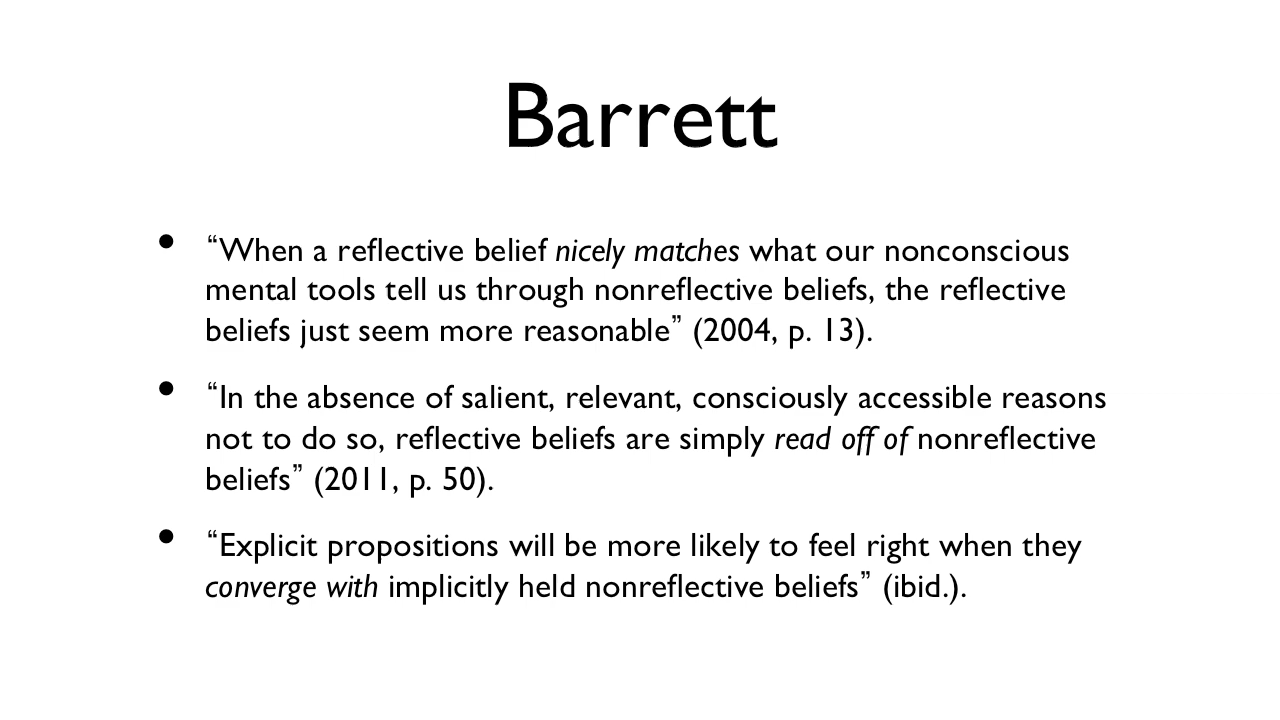 Barrett
• “When a reflective belief nicely matches what our nonconscious
mental tools tell us through nonreflective beliefs, the reflective
beliefs just seem more reasonable” (2004, p. 13).
• “In the absence of salient, relevant, consciously accessible reasons
not to do so, reflective beliefs are simply read off of nonreflective
beliefs” (2011, p. 50).
• “Explicit propositions will be more likely to feel right when they
converge with implicitly held nonreflective beliefs” (ibid.).